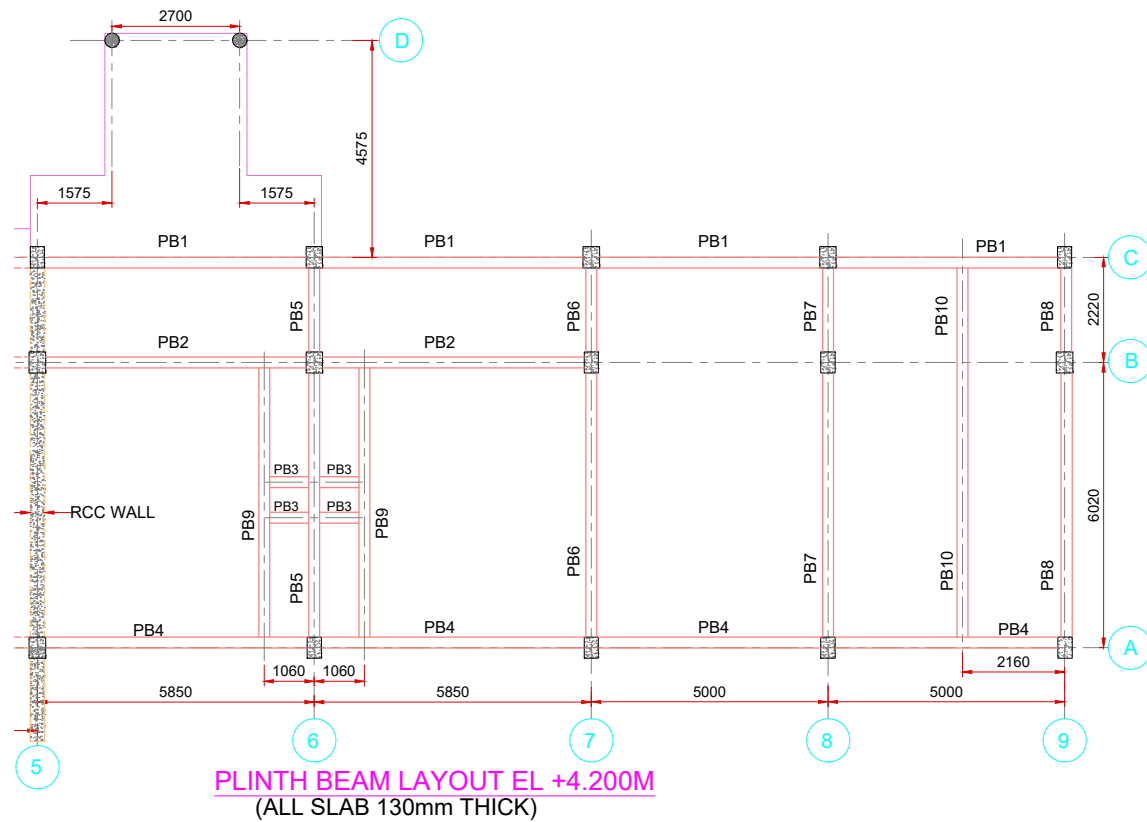 2700
D
4575
1575
1575
PB1
PB1
PB1
PB1
C
PB5
PB6
PB7
PB10
PB8
2220
PB2
PB2
B
PB3
PB3
PB3
PB3
RCC WALL
PB9
PB9
6020
PB5
PB6
PB7
PB10
PB8
PB4
PB4
PB4
PB4
A
1060
1060
2160
5850
5850
5000
5000
5
6
7
8
9
PLINTH BEAM LAYOUT EL +4.200M
(ALL SLAB 130mm THICK)